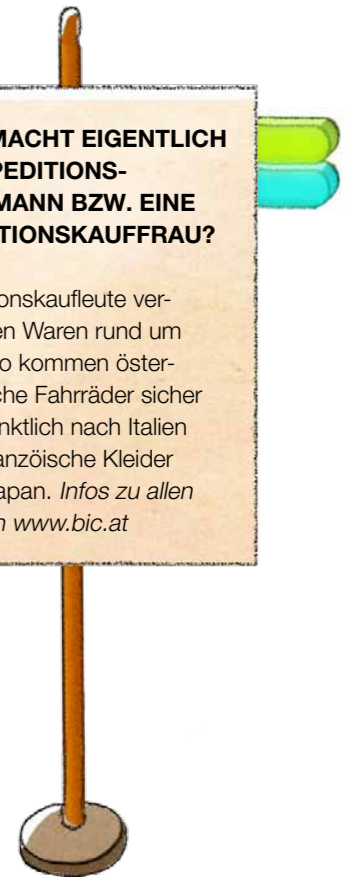 MACHT EIGENTLICH
PEDITIONS-
MANN BZW. EINE
TIONSKAUFFRAU?
onskaufleute ver-
en Waren rund um
o kommen öster-
che Fahrräder sicher
nktlich nach Italien
anzöische Kleider
apan. Infos zu allen
n www.bic.at